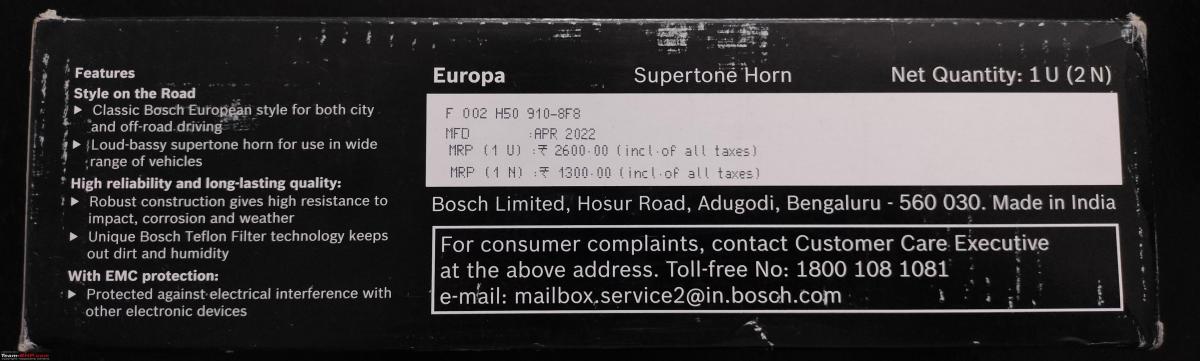 Features
Style on the Road
▶ Classic Bosch European style for both city
and off-road driving
▶ Loud-bassy supertone horn for use in wide
range of vehicles
High reliability and long-lasting quality:
▶ Robust construction gives high resistance to
impact, corrosion and weather
▶ Unique Bosch Teflon Filter technology keeps
out dirt and humidity
With EMC protection:
▶ Protected against electrical interference with
other electronic devices
Europa Supertone Horn Net Quantity: 1 U (2 N)
F 002 H50 910-8F8
MFD :APR 2022
MRP (1 U) :₹ 2600.00 (incl.of all taxes)
MRP (1 N) :₹ 1300.00 (incl.of all taxes)
Bosch Limited, Hosur Road, Adugodi, Bengaluru - 560 030. Made in India
For consumer complaints, contact Customer Care Executive
at the above address. Toll-free No: 1800 108 1081
e-mail: mailbox.service2@in.bosch.com
Team-BHP.com